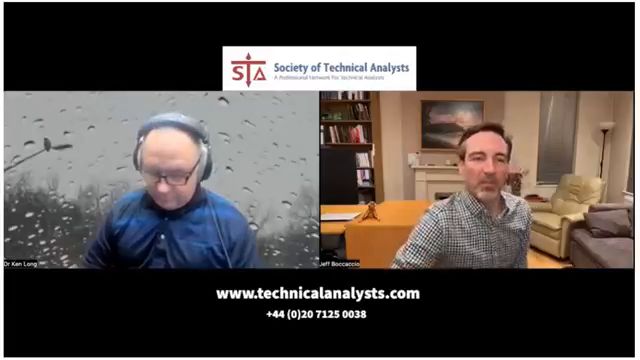 STA
Society of Technical Analysts
A Professional Network For Technical Analysts
Dr Ken Long
Jeff Boccaccio
www.technicalanalysts.com
+44 (0)20 7125 0038